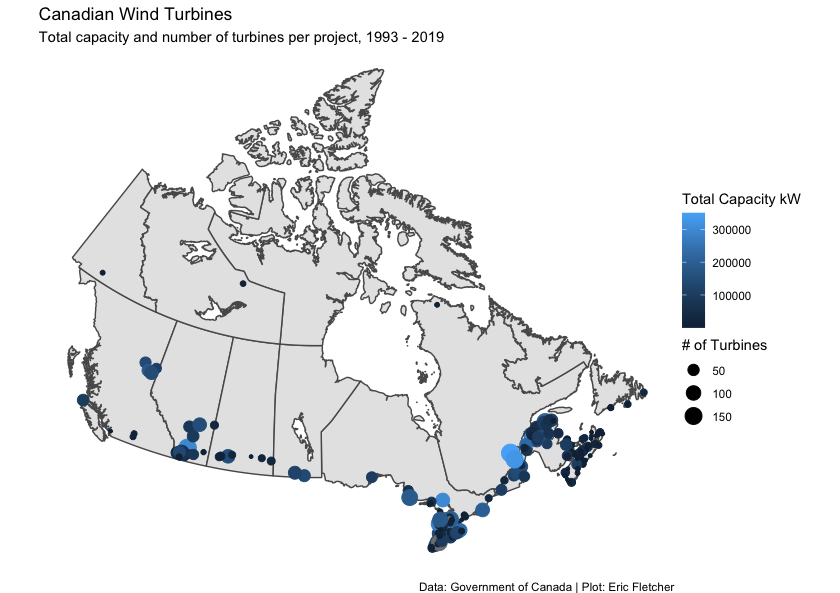 Canadian Wind Turbines
Total capacity and number of turbines per project, 1993 - 2019
Total Capacity kW
300000
200000
100000
# of Turbines
50
100
150
Data: Government of Canada | Plot: Eric Fletcher